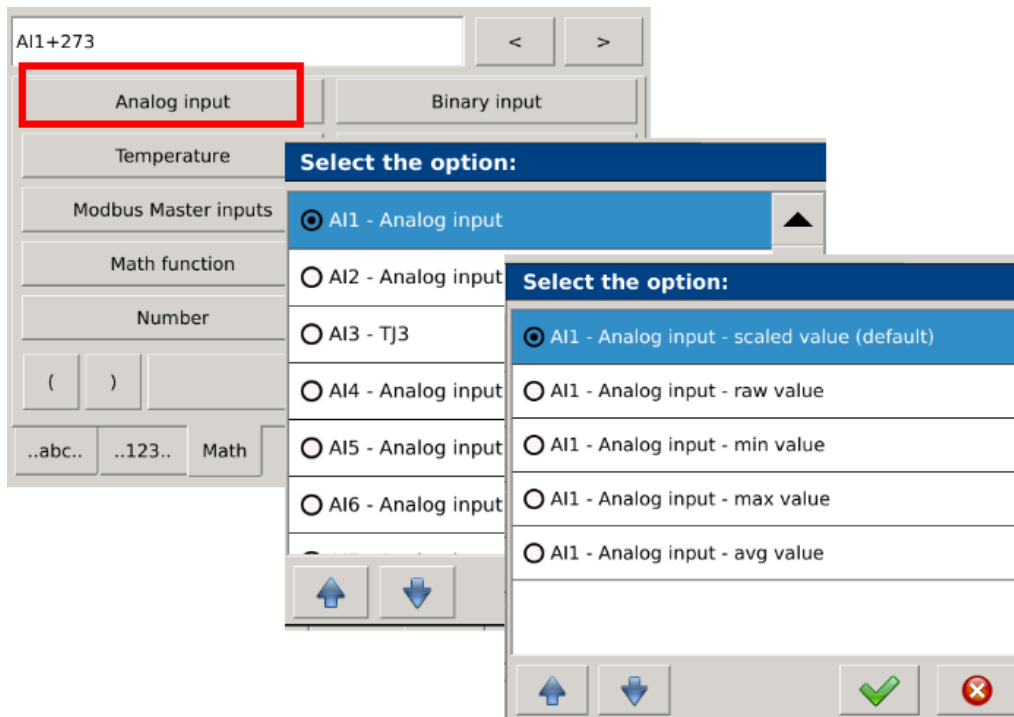 AI1+273
< >
Analog input
Binary input
Temperature
Modbus Master inputs
Math function
Number
( )
..abc.. ..123.. Math
Select the option:
AI1 - Analog input
AI2 - Analog input
AI3 - TJ3
AI4 - Analog input
AI5 - Analog input
AI6 - Analog input
Select the option:
AI1 - Analog input - scaled value (default)
AI1 - Analog input - raw value
AI1 - Analog input - min value
AI1 - Analog input - max value
AI1 - Analog input - avg value